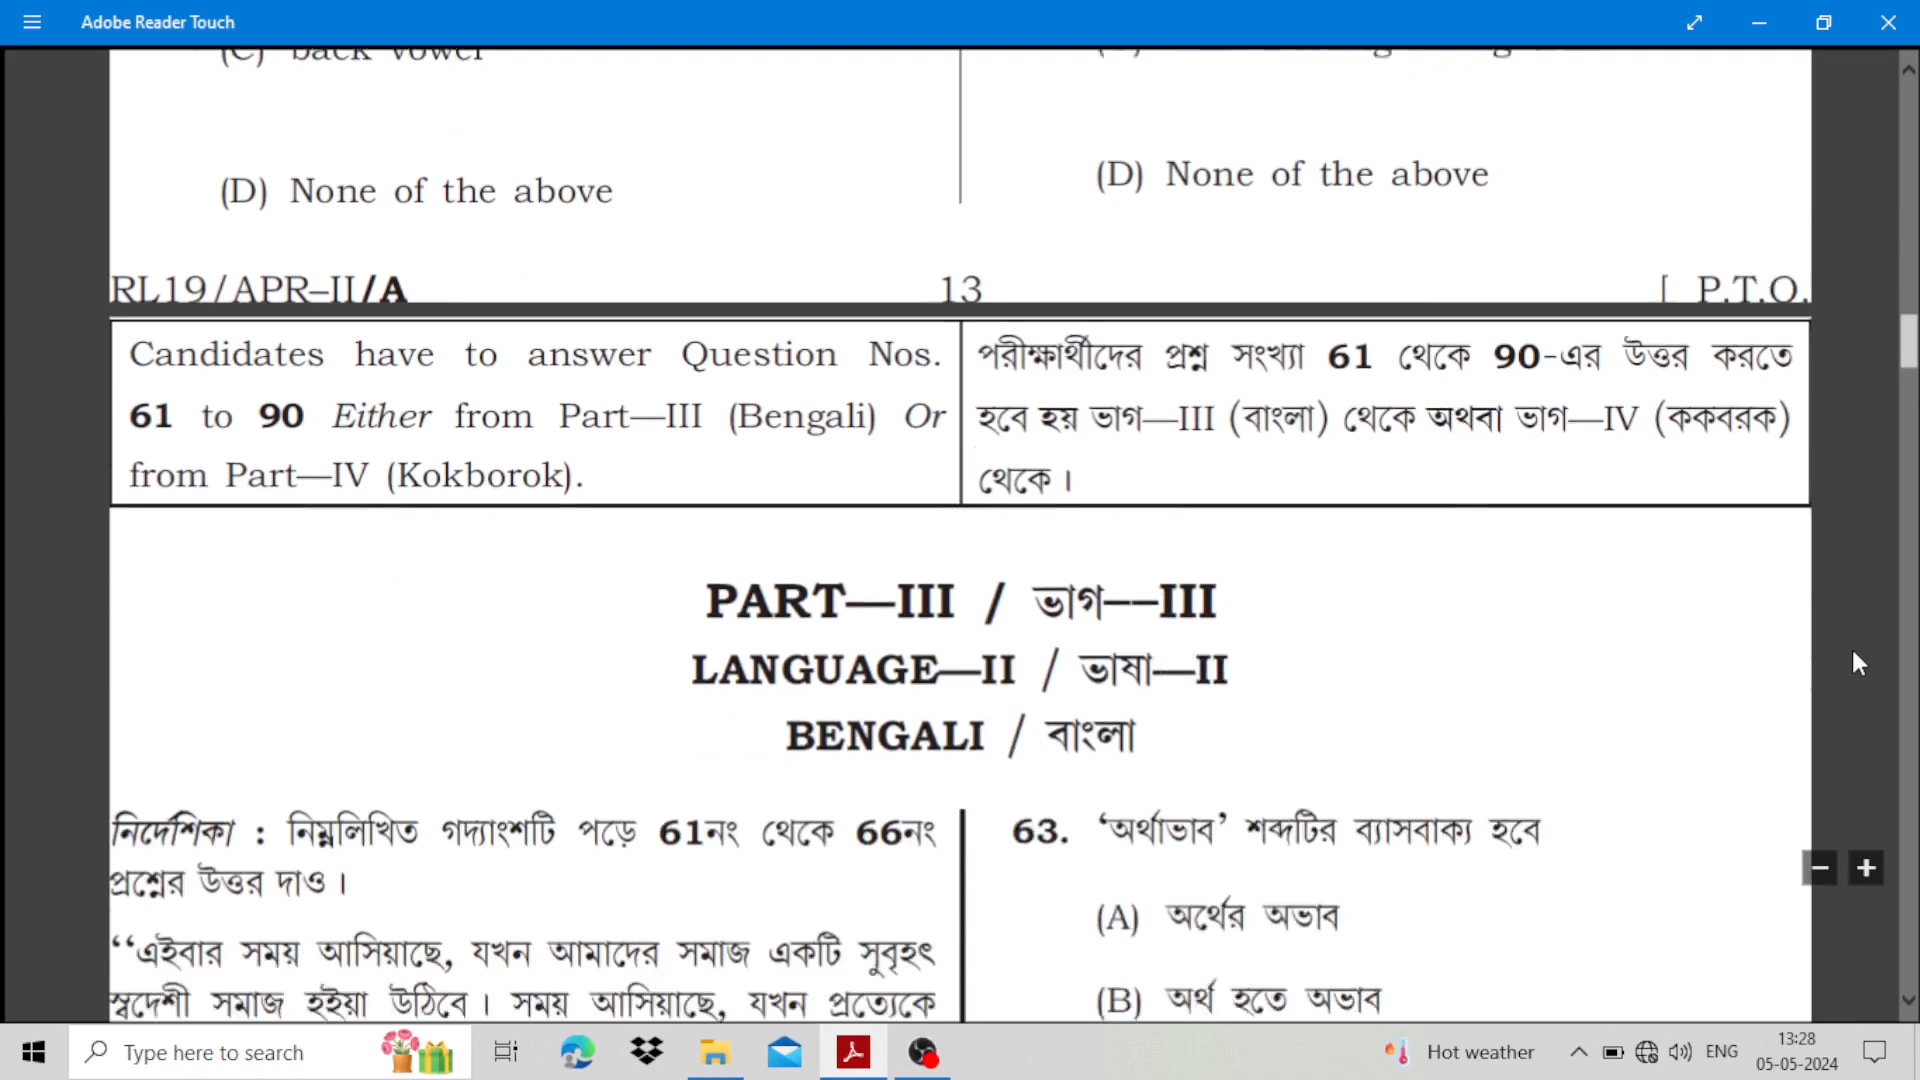 Adobe Reader Touch
(C) back vowel
(D) None of the above
(D) None of the above
RL19/APR–II/A 13 [ P.T.O.
Candidates have to answer Question Nos.
61 to 90 Either from Part—III (Bengali) Or
from Part—IV (Kokborok).
পরীক্ষার্থীদের প্রশ্ন সংখ্যা 61 থেকে 90-এর উত্তর করতে
হবে হয় ভাগ—III (বাংলা) থেকে অথবা ভাগ—IV (ককবরক)
থেকে।
PART—III / ভাগ—III
LANGUAGE—II / ভাষা—II
BENGALI / বাংলা
নির্দেশিকা : নিম্নলিখিত গদ্যাংশটি পড়ে 61নং থেকে 66নং
প্রশ্নের উত্তর দাও।
“এইবার সময় আসিয়াছে, যখন আমাদের সমাজ একটি সুবৃহৎ
স্বদেশী সমাজ হইয়া উঠিবে। সময় আসিয়াছে, যখন প্রত্যেকে
63. ‘অর্থাভাব’ শব্দটির ব্যাসবাক্য হবে
(A) অর্থের অভাব
(B) অর্থ হতে অভাব
Type here to search
Hot weather
ENG
13:28
05-05-2024